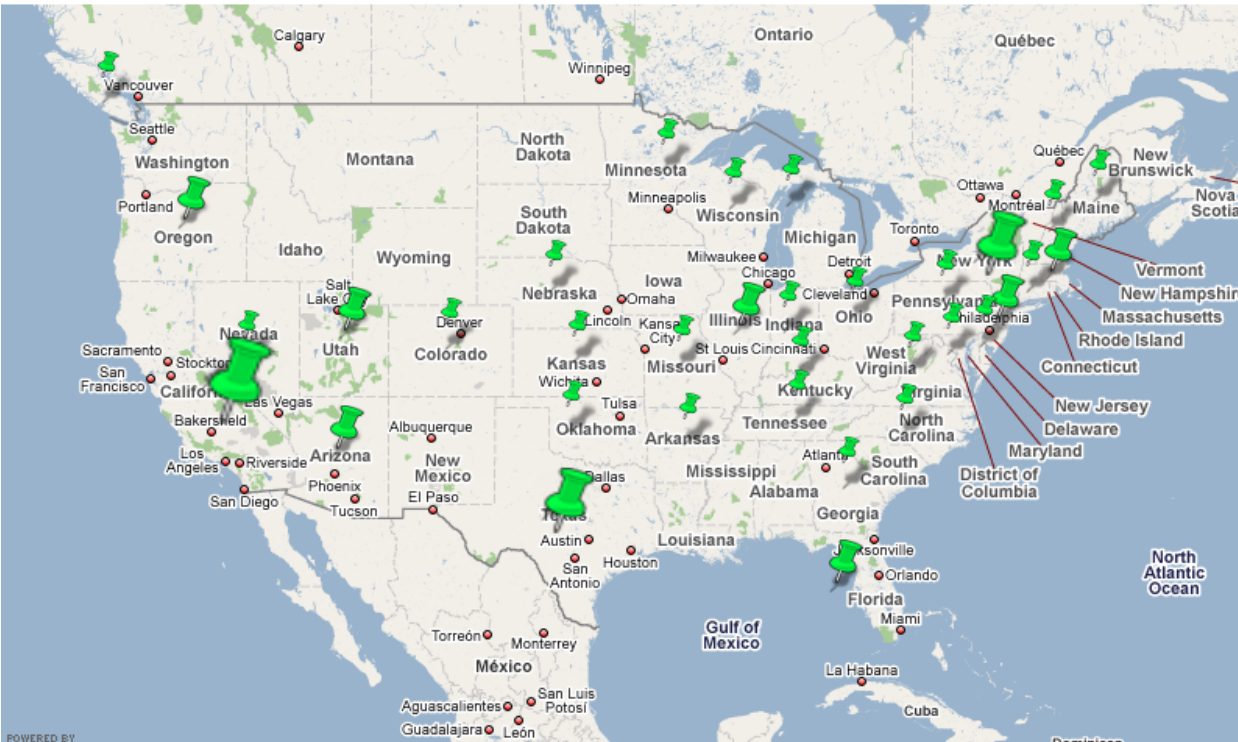 Calgary
Ontario
Québec
Winnipeg
Vancouver
Seattle
Washington
Montana
North
Dakota
Minnesota
Québec
New
Brunswick
Ottawa
Montréal
Maine
Nova
Scotia
Portland
Oregon
Minneapolis
Wisconsin
South
Dakota
Idaho
Wyoming
Michigan
Toronto
New York
Milwaukee
Chicago
Detroit
Vermont
Salt
Lake
Iowa
Nebraska
Omaha
Lincoln
Cleveland
Pennsylvania
New Hampshir
Massachusetts
Denver
Colorado
Illinois
Indiana
Ohio
Philadelphia
Rhode Island
Nevada
Utah
Kansas
City
Kansas
Missouri
St Louis
Cincinnati
West
Virginia
Connecticut
Sacramento
Stockton
San
Francisco
Californ
Wichita
Kentucky
Virginia
New Jersey
Las Vegas
Bakersfield
Tulsa
Oklahoma
Arkansas
Tennessee
North
Carolina
Delaware
Maryland
Albuquerque
New
Mexico
Arizona
Los
Angeles
Riverside
Phoenix
San Diego
Tucson
El Paso
Dallas
Mississippi
Alabama
Atlanta
South
Carolina
District of
Columbia
Texas
Georgia
Austin
Louisiana
San
Antonio
Houston
Jacksonville
Orlando
Florida
Miami
North
Atlantic
Ocean
Gulf of
Mexico
Torreón
Monterrey
México
La Habana
Cuba
Aguascalientes
San Luis
Potosí
Guadalajara
León
POWERED BY